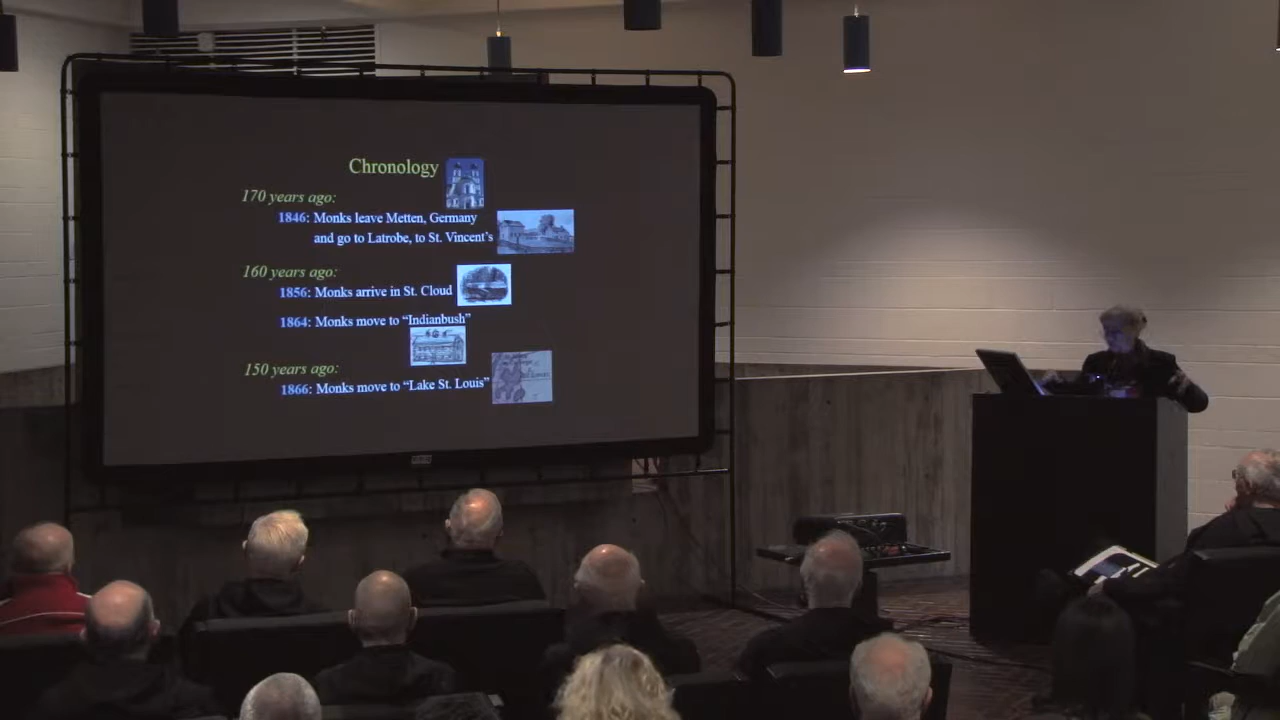 Chronology
170 years ago:
1846: Monks leave Metten, Germany
and go to Latrobe, to St. Vincent's
160 years ago:
1856: Monks arrive in St. Cloud
1864: Monks move to “Indianbush”
150 years ago:
1866: Monks move to “Lake St. Louis”